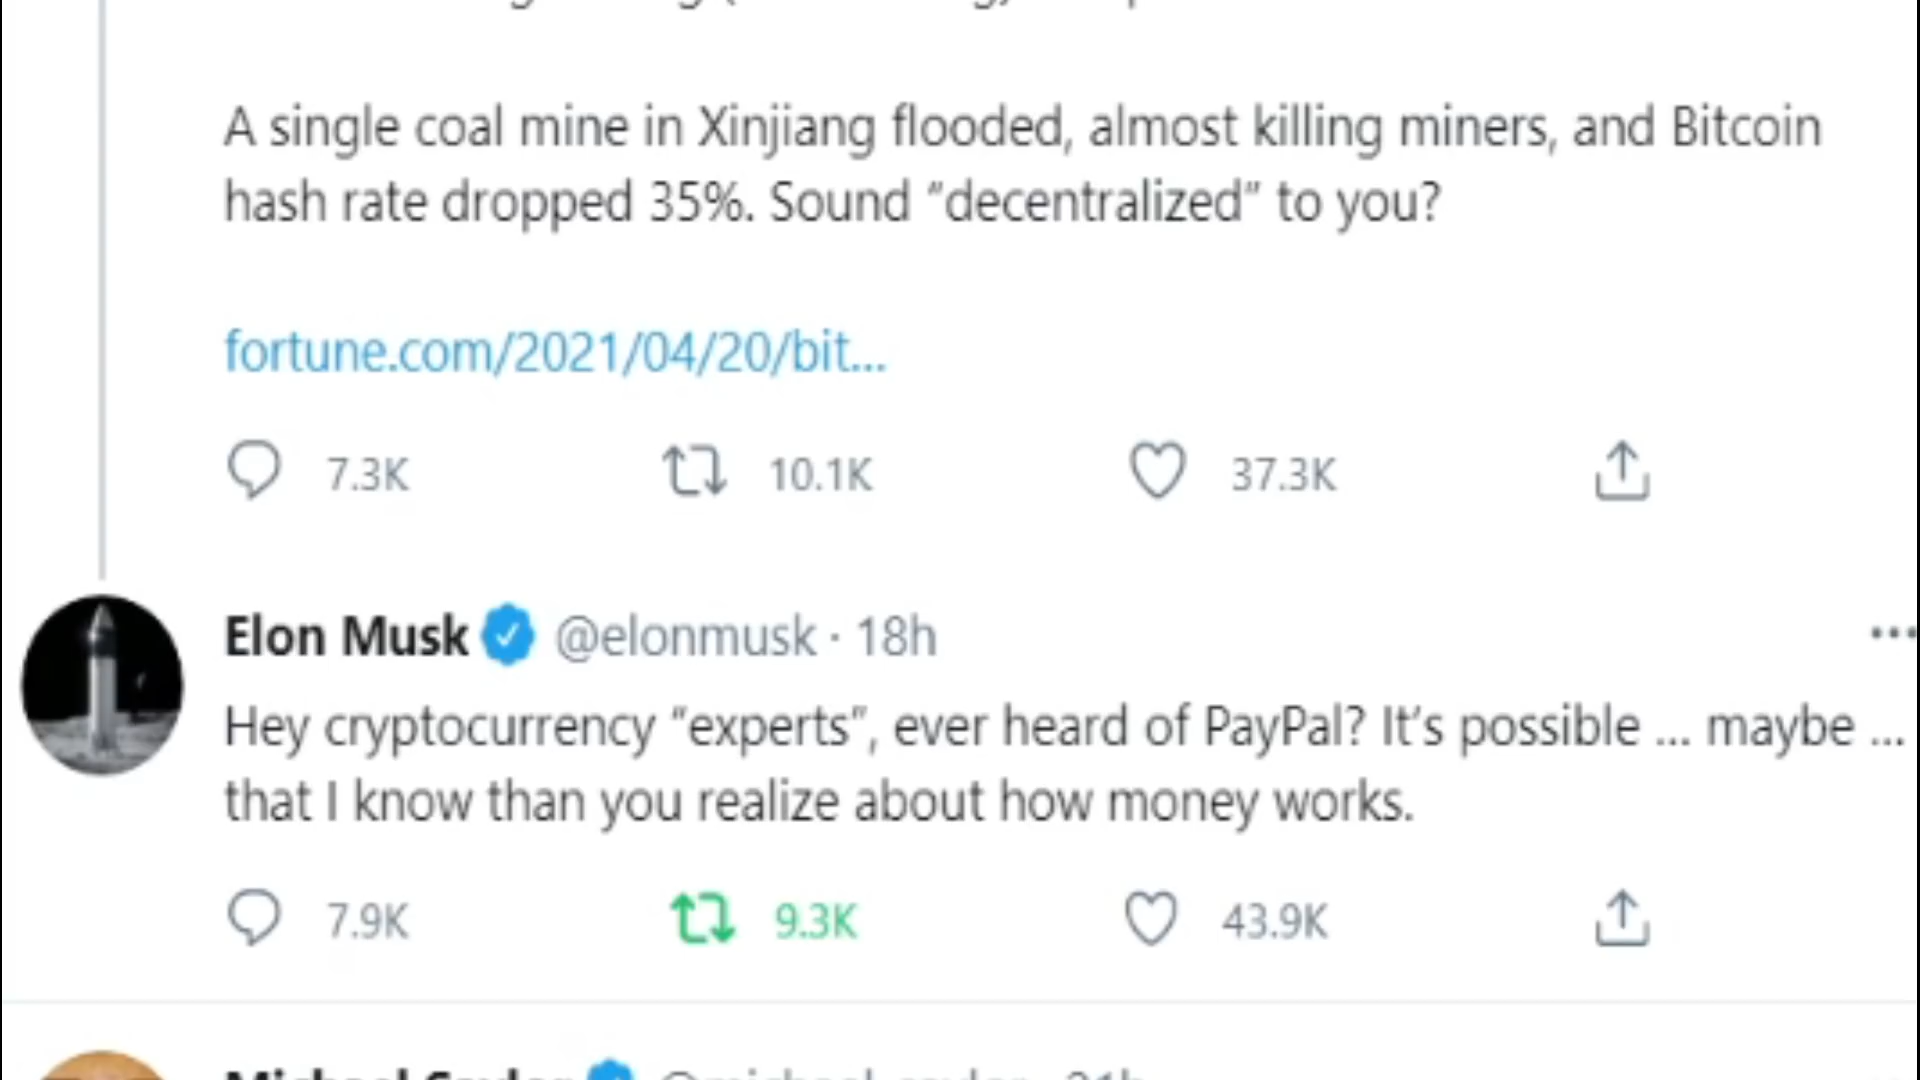 A single coal mine in Xinjiang flooded, almost killing miners, and Bitcoin
hash rate dropped 35%. Sound “decentralized” to you?
fortune.com/2021/04/20/bit...
7.3K 10.1K 37.3K
Elon Musk @elonmusk · 18h
Hey cryptocurrency “experts”, ever heard of PayPal? It’s possible ... maybe ...
that I know than you realize about how money works.
7.9K 9.3K 43.9K